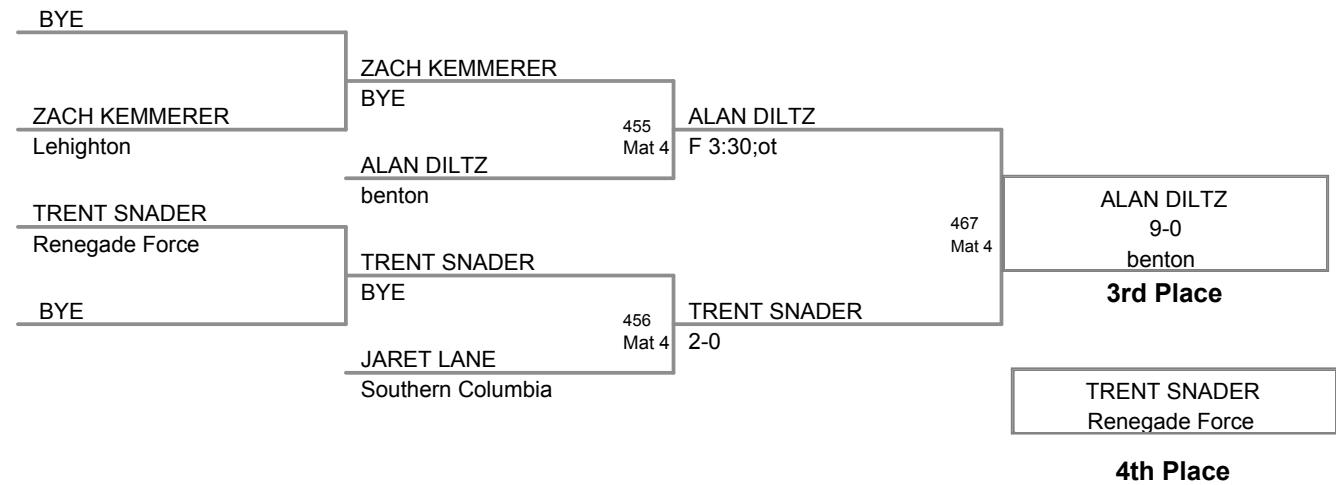 BYE
ZACH KEMMERER
BYE
ZACH KEMMERER
Lehighton
455
Mat 4
ALAN DILTZ
F 3:30;ot
ALAN DILTZ
benton
TRENT SNADER
Renegade Force
467
Mat 4
ALAN DILTZ
9-0
benton
3rd Place
TRENT SNADER
BYE
BYE
456
Mat 4
TRENT SNADER
2-0
JARET LANE
Southern Columbia
TRENT SNADER
Renegade Force
4th Place